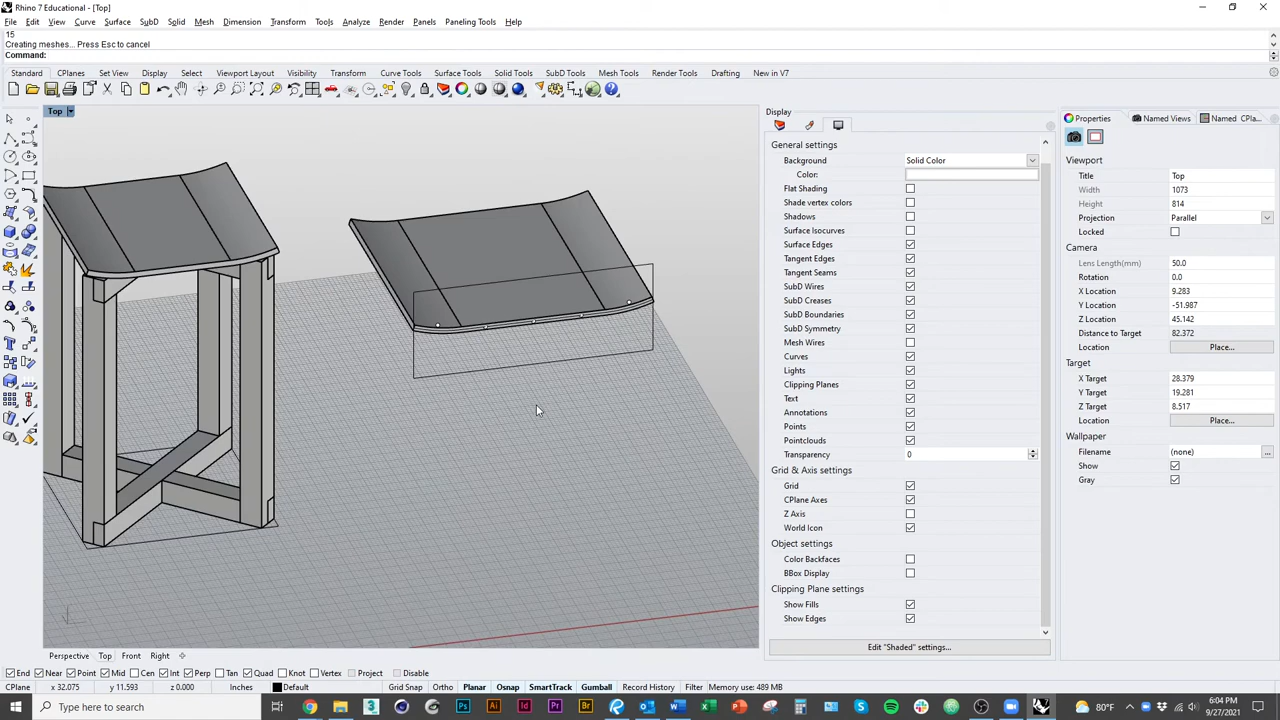 Rhino 7 Educational - [Top]
File Edit View Curve Surface SubD Solid Mesh Dimension Transform Tools Analyze Render Panels Help
15
Creating meshes... Press Esc to cancel
Command:
Standard CPlanes Set View Display Select Viewport Layout Visibility Transform Curve Tools Surface Tools Solid Tools SubD Tools Mesh Tools Render Tools Drafting New in V7
Top
Display
General settings
Background Solid Color
Color:
Flat Shading
Shade vertex colors
Shadows
Surface Isocurves
Surface Edges
Tangent Edges
Tangent Seams
SubD Wires
SubD Creases
SubD Boundaries
SubD Symmetry
Mesh Wires
Curves
Lights
Clipping Planes
Text
Annotations
Points
Pointclouds
Transparency 0
Grid & Axis settings
Grid
CPlane Axes
Z Axis
World Icon
Object settings
Color Backfaces
BBox Display
Clipping Plane settings
Show Fills
Show Edges
Edit "Shaded" settings...
Properties Named Views Named CPla...
Viewport
Title Top
Width 1073
Height 814
Projection Parallel
Locked
Camera
Lens Length(mm) 50.0
Rotation 0.0
X Location 9.283
Y Location -51.987
Z Location 45.142
Distance to Target 82.372
Location Place...
Target
X Target 28.379
Y Target 19.281
Z Target 8.517
Location Place...
Wallpaper
Filename (none) ...
Show
Gray
Perspective Top Front Right
End Near Point Mid Cen Int Perp Tan Quad Knot Vertex Project Disable
CPlane x 32.075 y 11.593 z 0.000 Inches Default Grid Snap Ortho Planar Osnap SmartTrack Gumball Record History Filter Memory use: 489 MB
Type here to search
Ps Ai Id Pr Br
80°F
6:04 PM
9/27/2021